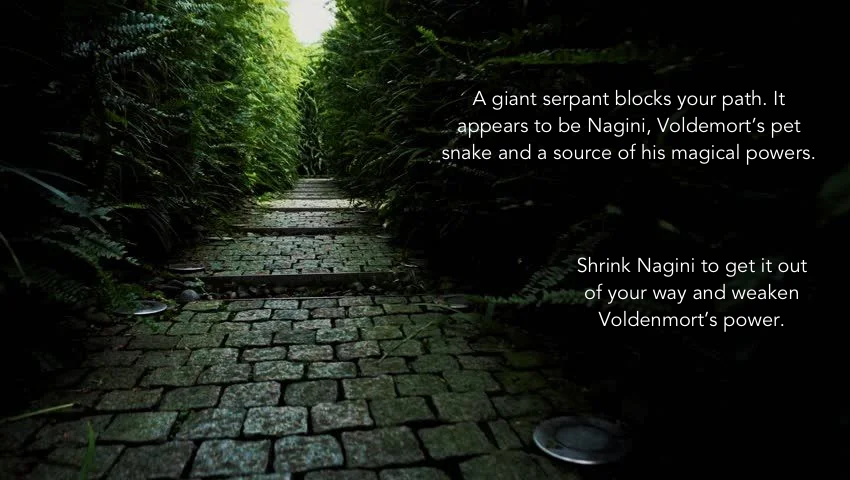 A giant serpant blocks your path. It
appears to be Nagini, Voldemort’s pet
snake and a source of his magical powers.
Shrink Nagini to get it out
of your way and weaken
Voldenmort’s power.